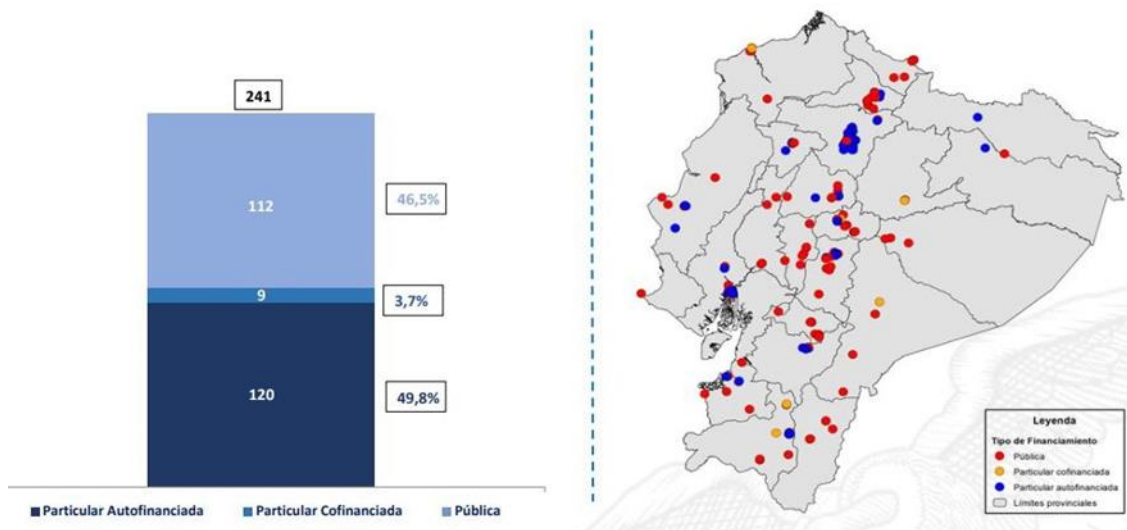 241
112
46,5%
9
3,7%
120
49,8%
Particular Autofinanciada Particular Cofinanciada Pública
Leyenda
Tipo de Financiamiento
Pública
Particular cofinanciada
Particular autofinanciada
Límites provinciales